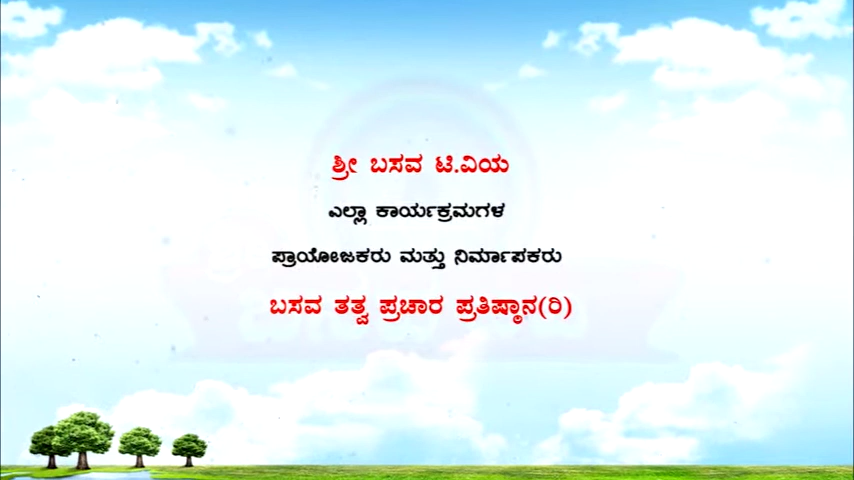 ಶ್ರೀ ಬಸವ ಟಿ.ವಿಯ
ಎಲ್ಲಾ ಕಾರ್ಯಕ್ರಮಗಳ
ಪ್ರಾಯೋಜಕರು ಮತ್ತು ನಿರ್ಮಾಪಕರು
ಬಸವ ತತ್ವ ಪ್ರಚಾರ ಪ್ರತಿಷ್ಠಾನ(ರಿ)